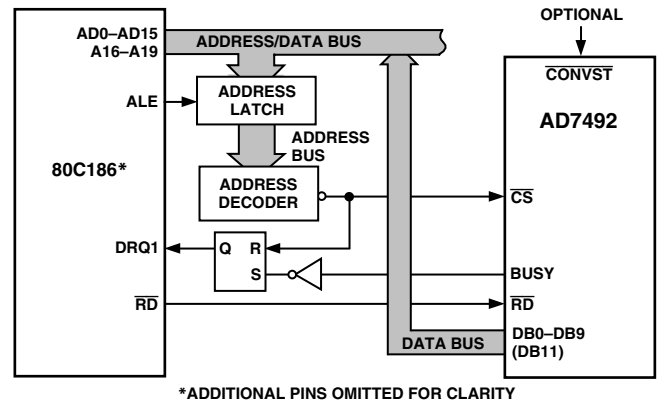 OPTIONAL
AD0–AD15
A16–A19
ADDRESS/DATA BUS
CONVST
ALE
ADDRESS
LATCH
AD7492
ADDRESS
BUS
80C186*
ADDRESS
DECODER
CS
DRQ1
Q R
S
BUSY
RD
RD
DB0–DB9
(DB11)
DATA BUS
*ADDITIONAL PINS OMITTED FOR CLARITY